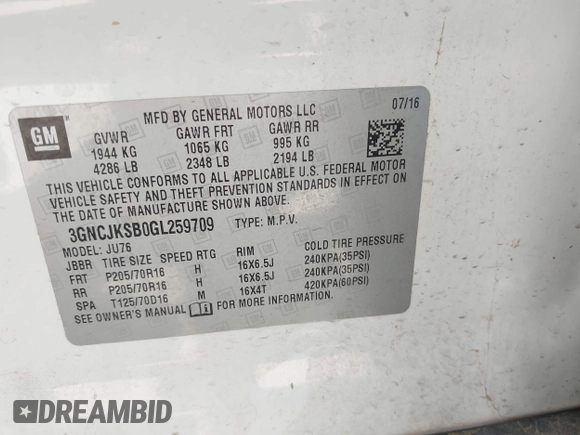 MFD BY GENERAL MOTORS LLC 07/16
GM
GVWR GAWR FRT GAWR RR
1944 KG 1065 KG 995 KG
4286 LB 2348 LB 2194 LB
THIS VEHICLE CONFORMS TO ALL APPLICABLE U.S. FEDERAL MOTOR
VEHICLE SAFETY AND THEFT PREVENTION STANDARDS IN EFFECT ON
THE DATE OF MANUFACTURE SHOWN ABOVE.
3GNCJKSB0GL259709 TYPE: M.P.V.
MODEL: JU76
JBBR TIRE SIZE SPEED RTG RIM COLD TIRE PRESSURE
FRT P205/70R16 H 16X6.5J 240KPA(35PSI)
RR P205/70R16 H 16X6.5J 240KPA(35PSI)
SPA T125/70D16 M 16X4T 420KPA(60PSI)
SEE OWNER'S MANUAL FOR MORE INFORMATION.
DREAMBID